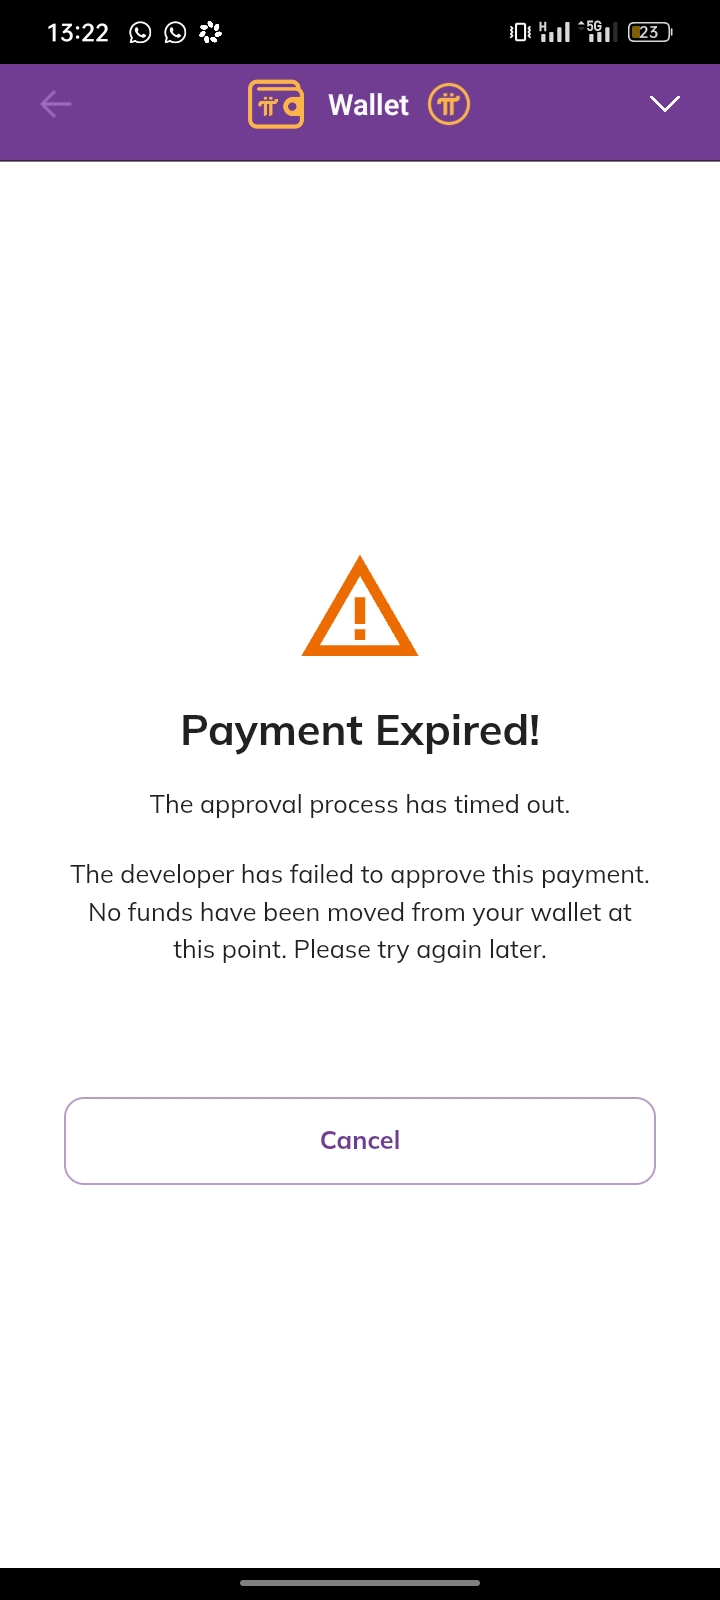 13:22 H 5G 23
Wallet
Payment Expired!
The approval process has timed out.
The developer has failed to approve this payment.
No funds have been moved from your wallet at
this point. Please try again later.
Cancel